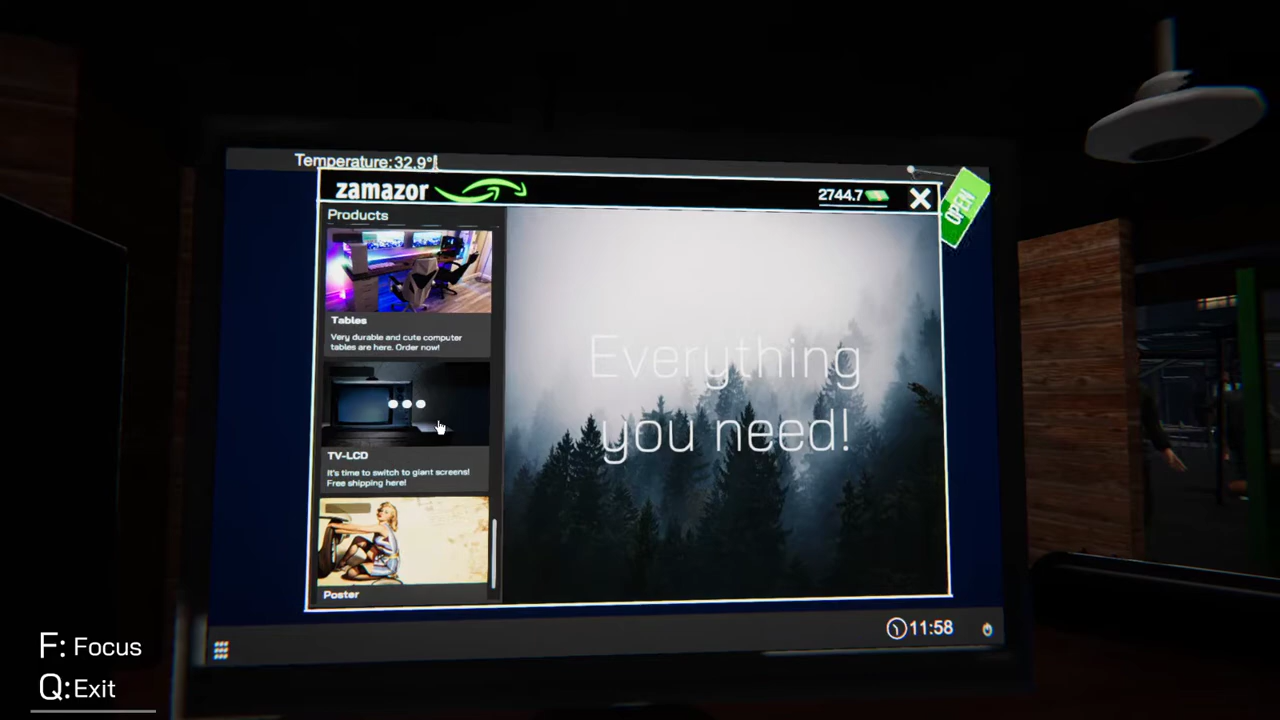 Temperature: 32.9°
zamazor
2744.7
OPEN
Products
Tables
Very durable and cute computer
tables are here. Order now!
TV-LCD
It's time to switch to giant screens!
Free shipping here!
Poster
Everything
you need!
11:58
F: Focus
Q: Exit